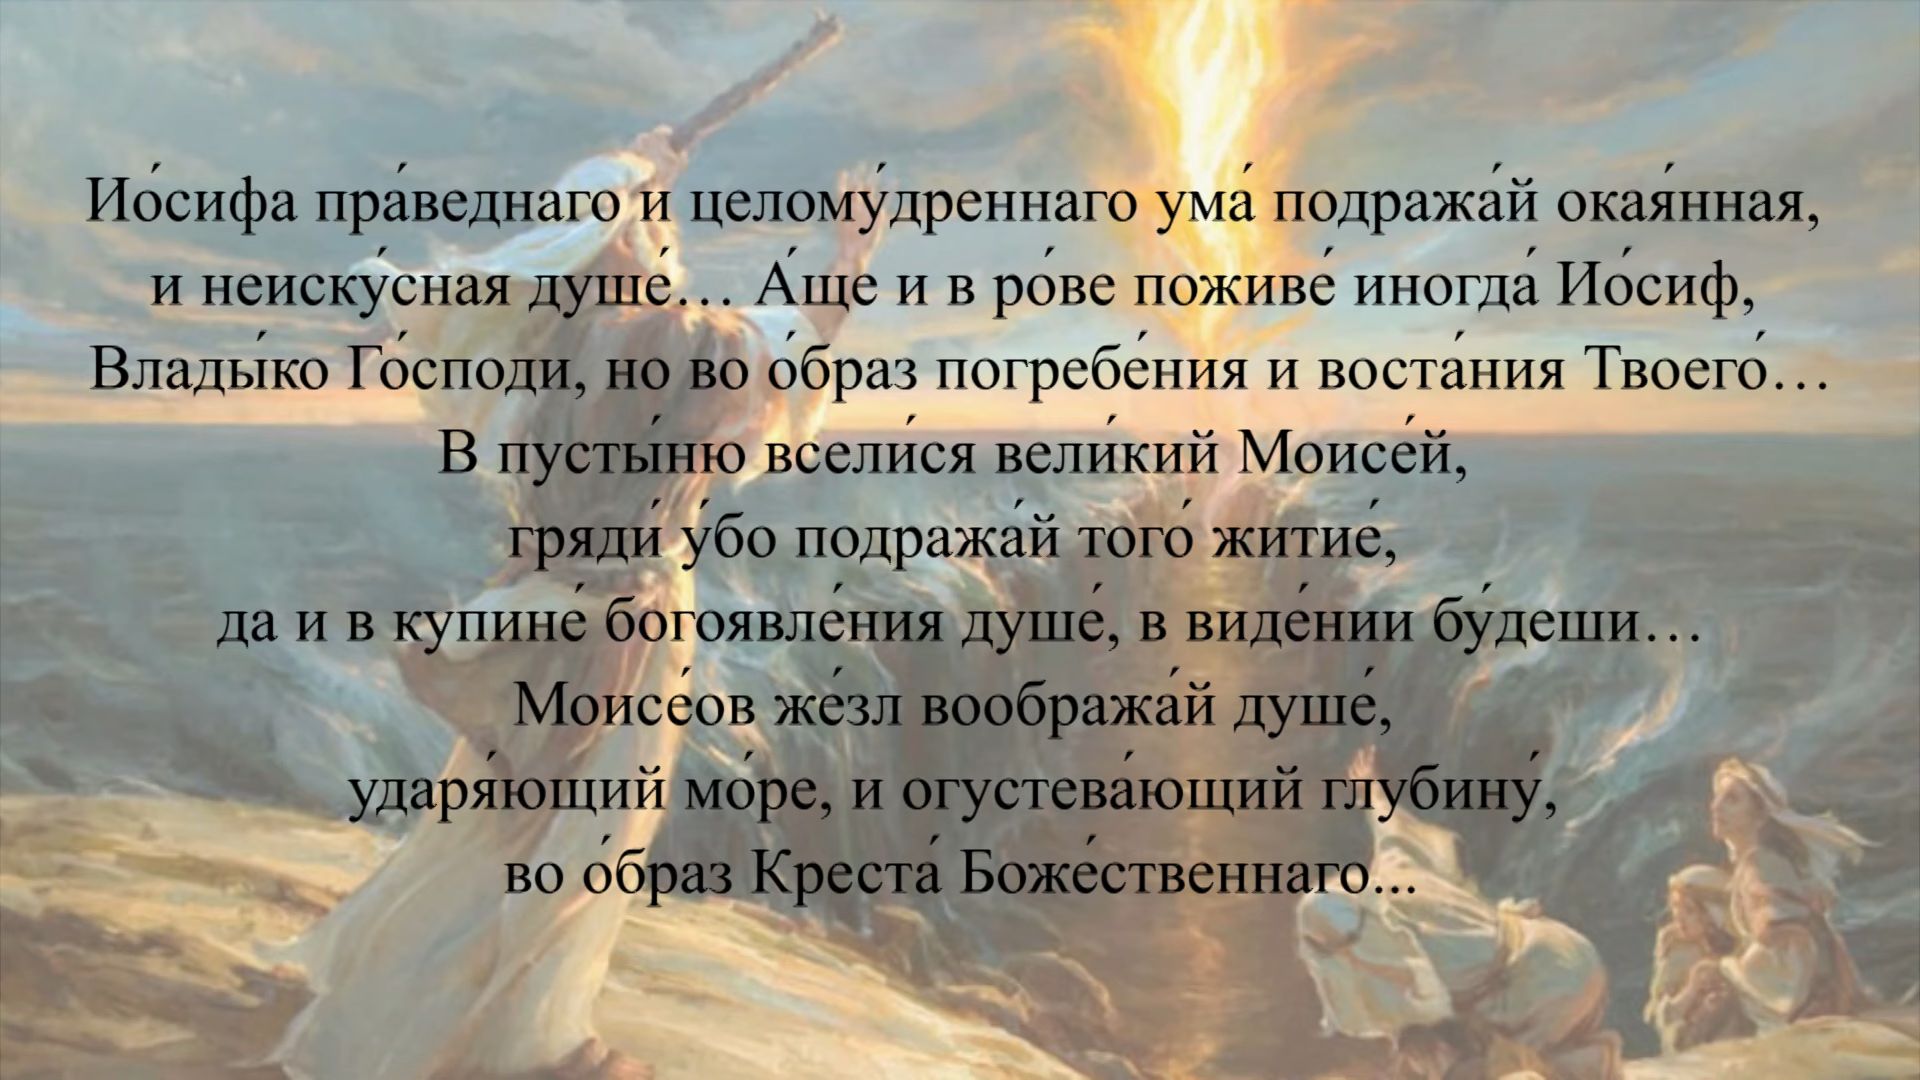 Ио́сифа пра́веднаго и целому́дреннаго ума́ подража́й окая́нная,
и неиску́сная душе́… А́ще и в ро́ве поживе́ иногда́ Ио́сиф,
Влады́ко Го́споди, но во о́браз погребе́ния и воста́ния Твоего́…
В пусты́ню всели́ся вели́кий Моисе́й,
гряди́ у́бо подража́й того́ житие́,
да и в купине́ богоявле́ния душе́, в виде́нии бу́деши…
Моисе́ов же́зл вообража́й душе́,
ударя́ющий мо́ре, и огустева́ющий глубину́,
во о́браз Креста́ Боже́ственнаго...